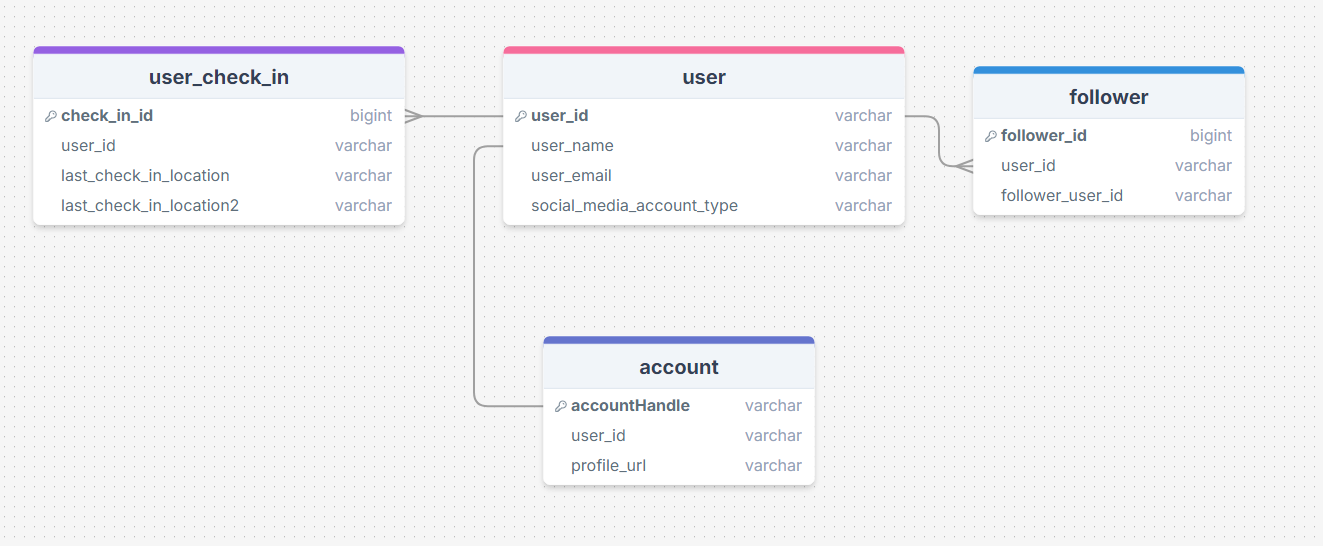 user_check_in
check_in_id bigint
user_id varchar
last_check_in_location varchar
last_check_in_location2 varchar
user
user_id varchar
user_name varchar
user_email varchar
social_media_account_type varchar
follower
follower_id bigint
user_id varchar
follower_user_id varchar
account
accountHandle varchar
user_id varchar
profile_url varchar